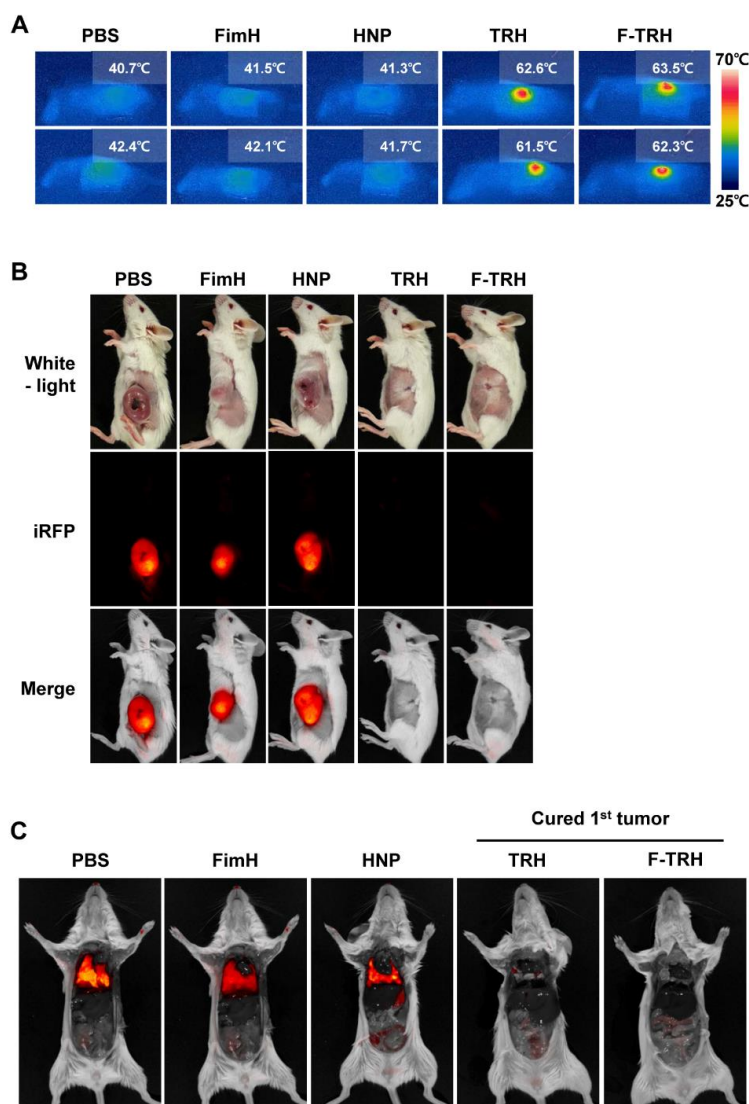 A
PBS FimH HNP TRH F-TRH
40.7℃ 41.5℃ 41.3℃ 62.6℃ 63.5℃ 70℃
42.4℃ 42.1℃ 41.7℃ 61.5℃ 62.3℃
25℃
B
PBS FimH HNP TRH F-TRH
White
- light
iRFP
Merge
C
Cured 1st tumor
PBS FimH HNP TRH F-TRH